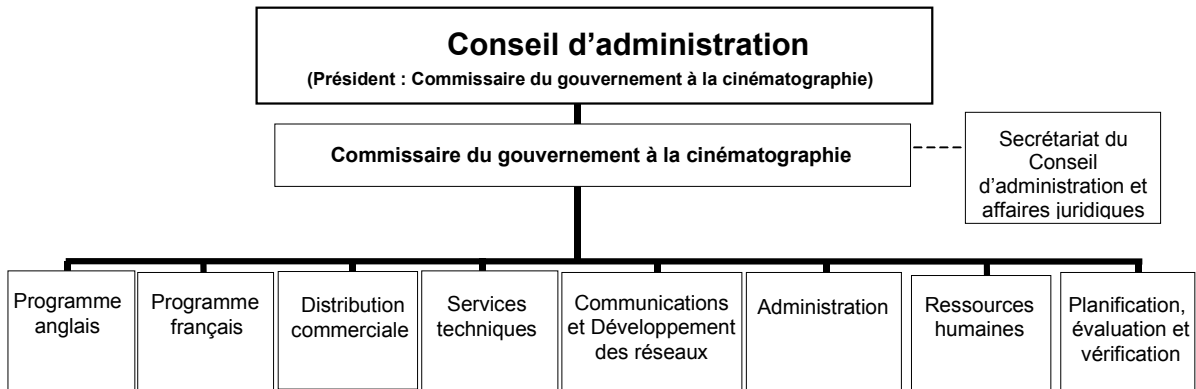 Conseil d’administration
(Président : Commissaire du gouvernement à la cinématographie)
Commissaire du gouvernement à la cinématographie
Secrétariat du
Conseil
d’administration et
affaires juridiques
Programme
anglais
Programme
français
Distribution
commerciale
Services
techniques
Communications
et Développement
des réseaux
Administration
Ressources
humaines
Planification,
évaluation et
vérification